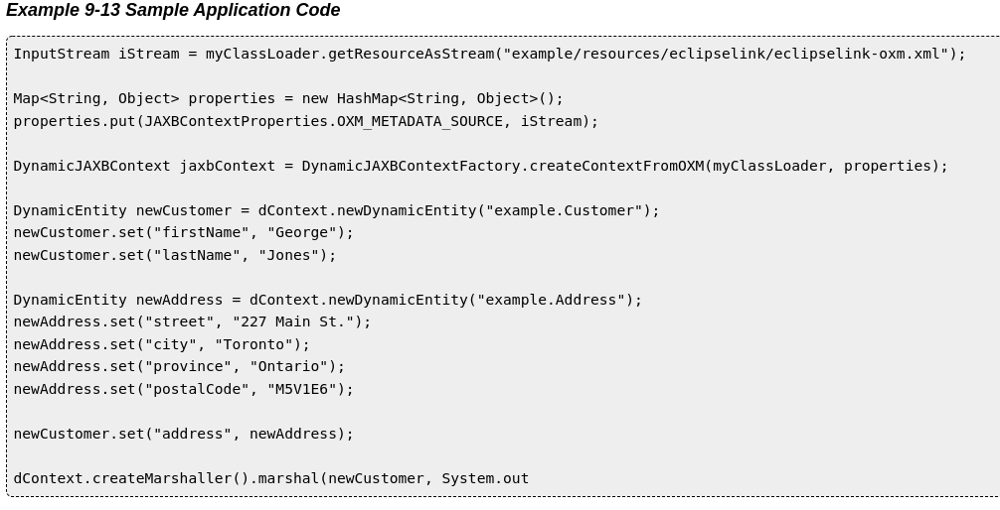 Example 9-13 Sample Application Code
InputStream iStream = myClassLoader.getResourceAsStream("example/resources/eclipselink/eclipselink-oxm.xml");
Map<String, Object> properties = new HashMap<String, Object>();
properties.put(JAXBContextProperties.OXM_METADATA_SOURCE, iStream);
DynamicJAXBContext jaxbContext = DynamicJAXBContextFactory.createContextFromOXM(myClassLoader, properties);
DynamicEntity newCustomer = dContext.newDynamicEntity("example.Customer");
newCustomer.set("firstName", "George");
newCustomer.set("lastName", "Jones");
DynamicEntity newAddress = dContext.newDynamicEntity("example.Address");
newAddress.set("street", "227 Main St.");
newAddress.set("city", "Toronto");
newAddress.set("province", "Ontario");
newAddress.set("postalCode", "M5V1E6");
newCustomer.set("address", newAddress);
dContext.createMarshaller().marshal(newCustomer, System.out